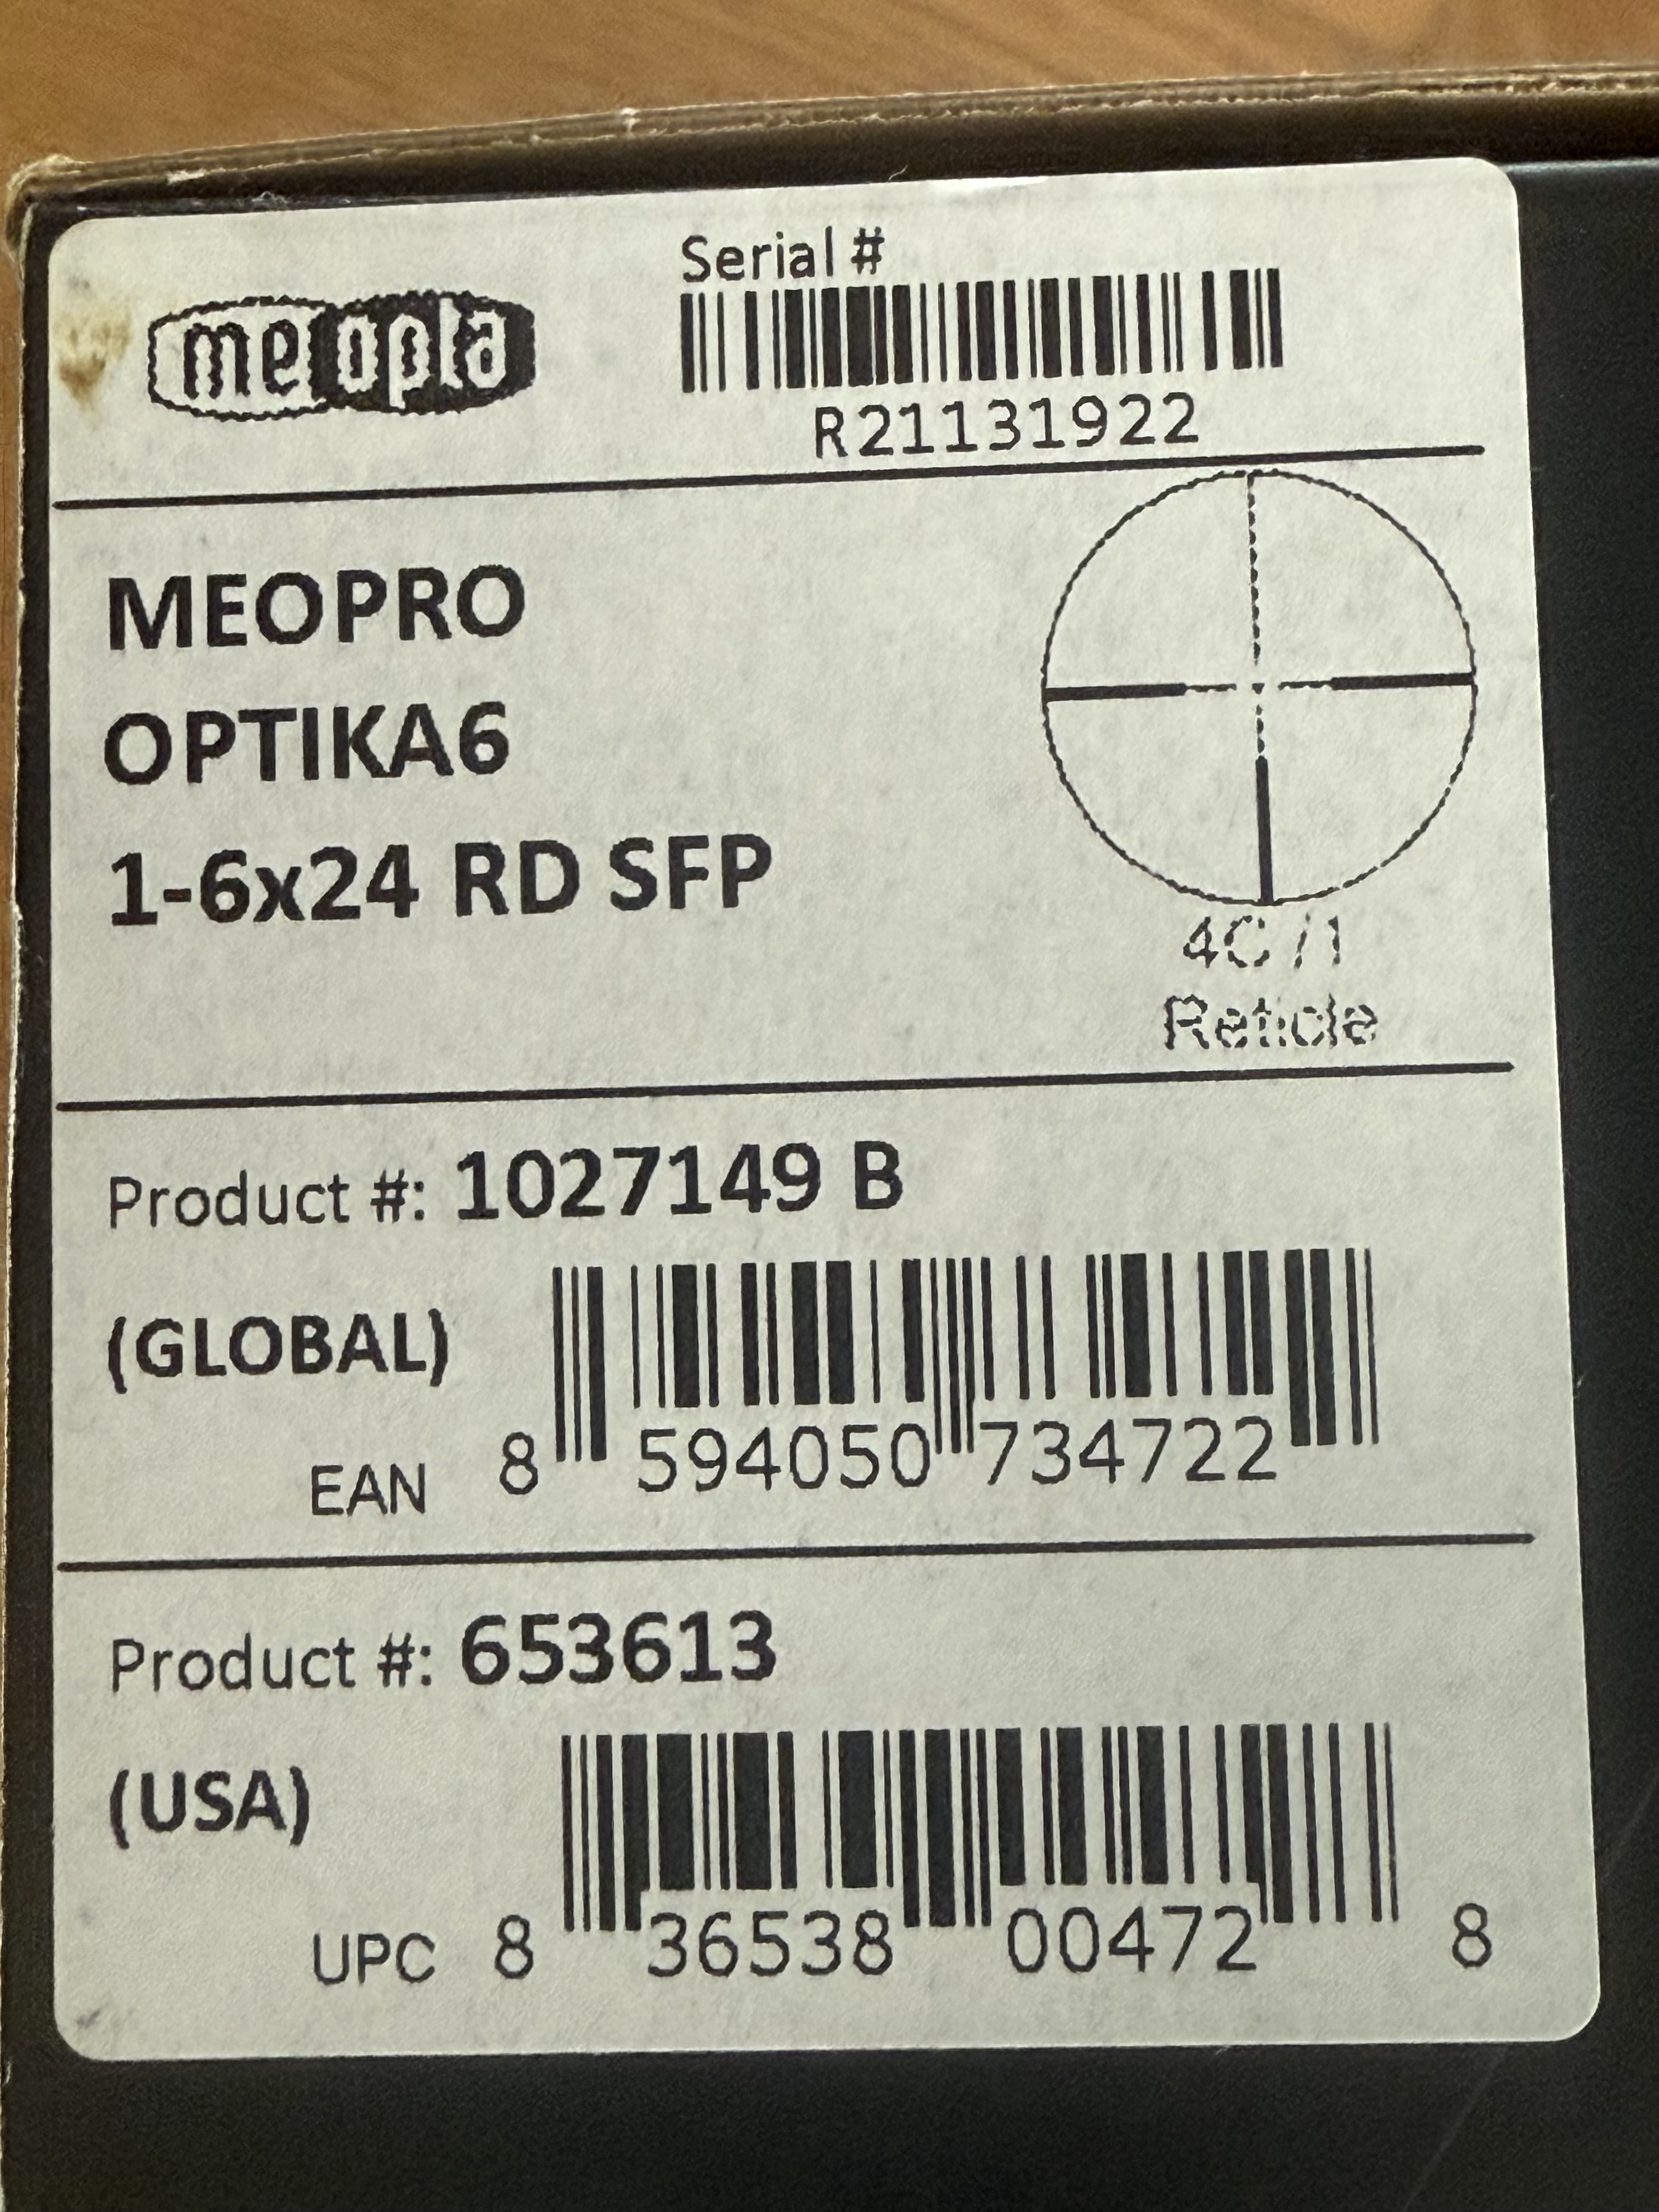 Serial #
meopta
R21131922
MEOPRO
OPTIKA6
1-6x24 RD SFP
4C /1
Reticle
Product #: 1027149 B
(GLOBAL)
EAN 8 594050 734722
Product #: 653613
(USA)
UPC 8 36538 00472 8